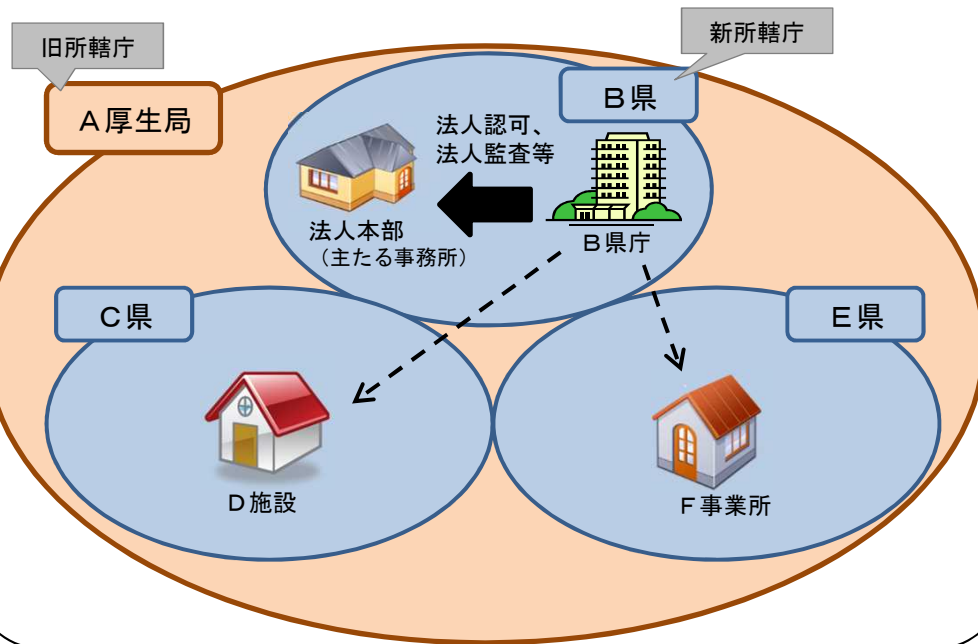 旧所轄庁
新所轄庁
A厚生局
B県
法人認可、
法人監査等
法人本部
（主たる事務所）
B県庁
C県
E県
D施設
F事業所